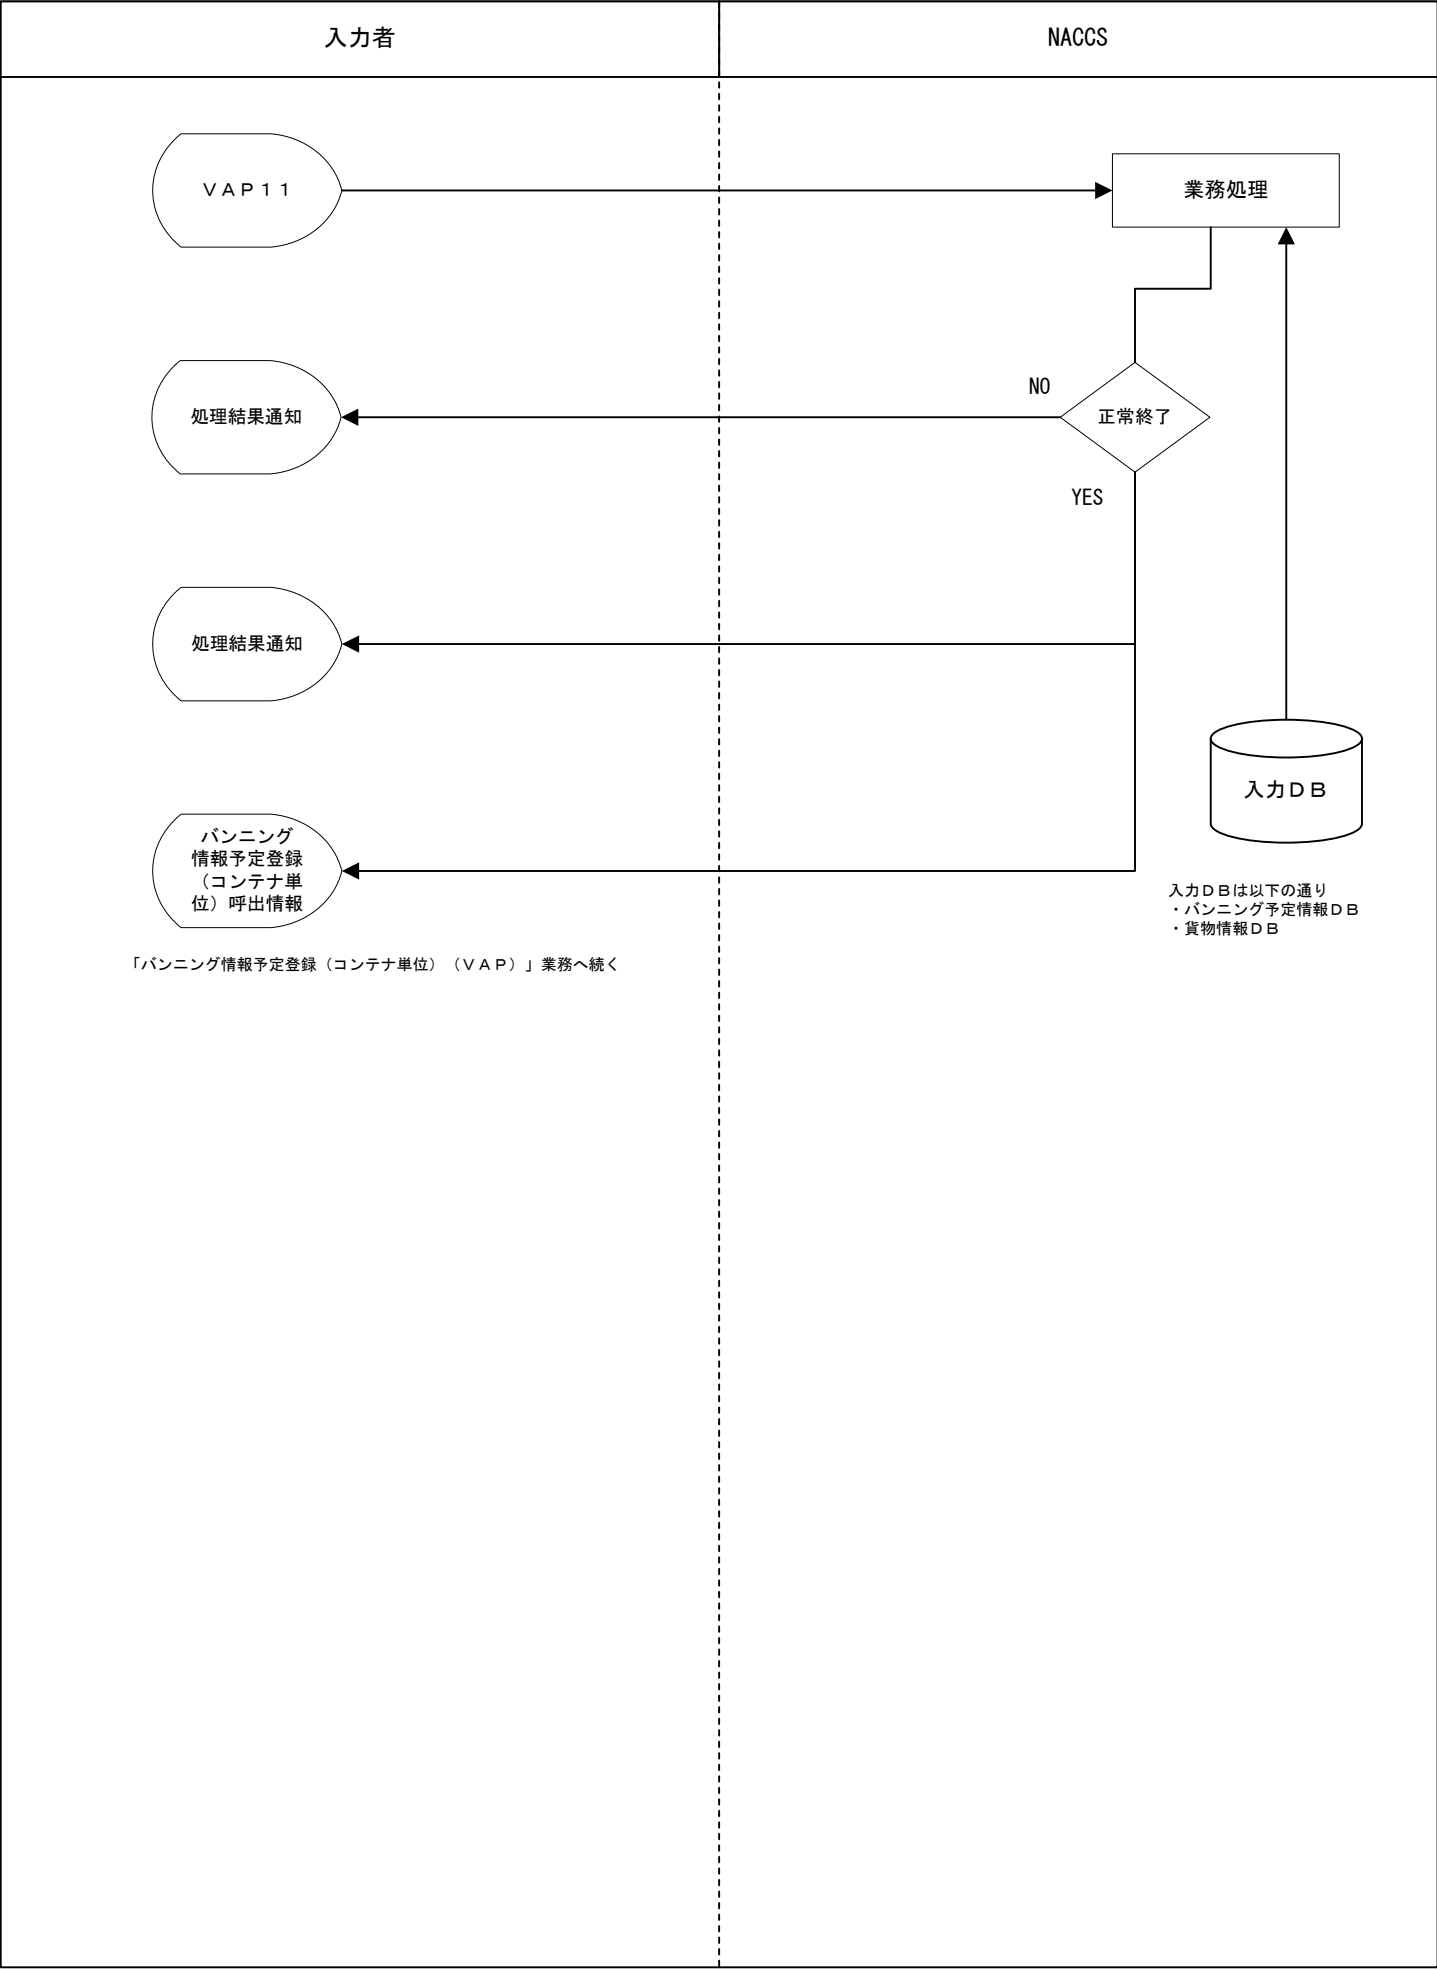 入力者
NACCS
ＶＡＰ１１
業務処理
NO
処理結果通知
正常終了
YES
処理結果通知
入力ＤＢ
バンニング
情報予定登録
（コンテナ単
位）呼出情報
入力ＤＢは以下の通り
・バンニング予定情報ＤＢ
・貨物情報ＤＢ
「バンニング情報予定登録（コンテナ単位）（ＶＡＰ）」業務へ続く